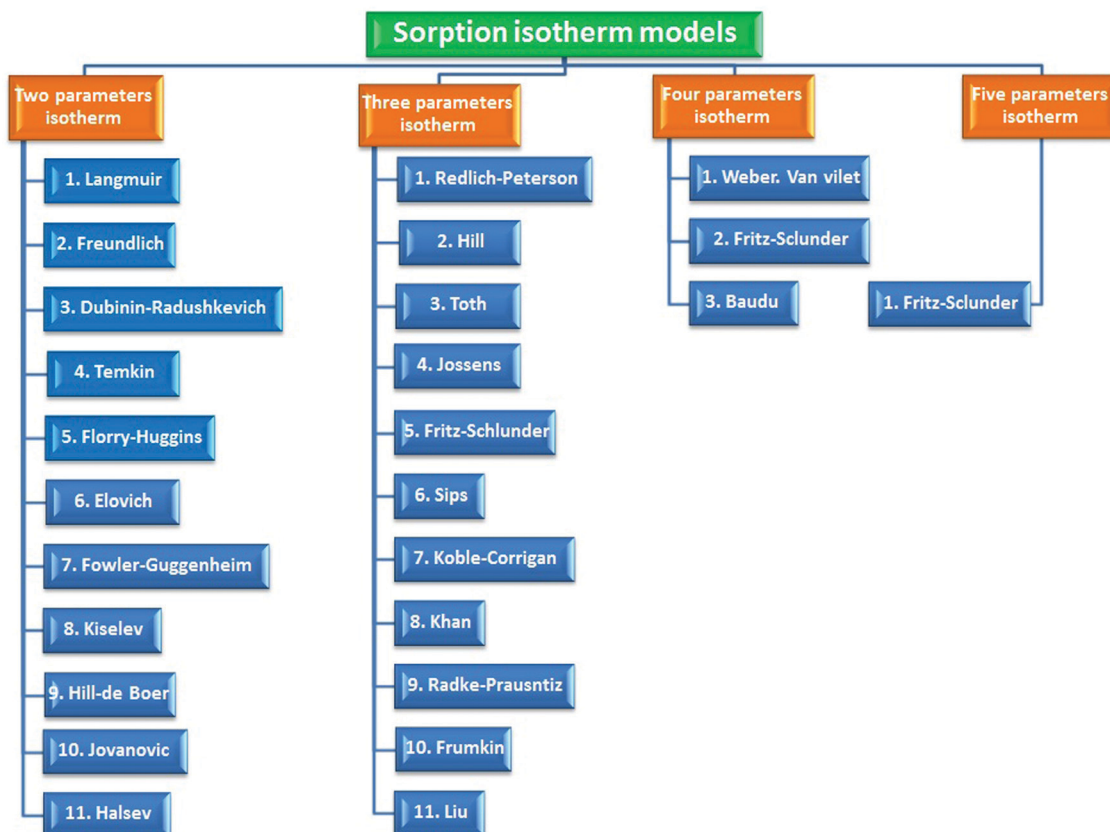 Sorption isotherm models
Two parameters
isotherm
1. Langmuir
2. Freundlich
3. Dubinin-Radushkevich
4. Temkin
5. Florry-Huggins
6. Elovich
7. Fowler-Guggenheim
8. Kiselev
9. Hill-de Boer
10. Jovanovic
11. Halsev
Three parameters
isotherm
1. Redlich-Peterson
2. Hill
3. Toth
4. Jossens
5. Fritz-Schlunder
6. Sips
7. Koble-Corrigan
8. Khan
9. Radke-Prausntiz
10. Frumkin
11. Liu
Four parameters
isotherm
1. Weber. Van vilet
2. Fritz-Sclunder
3. Baudu
Five parameters
isotherm
1. Fritz-Sclunder